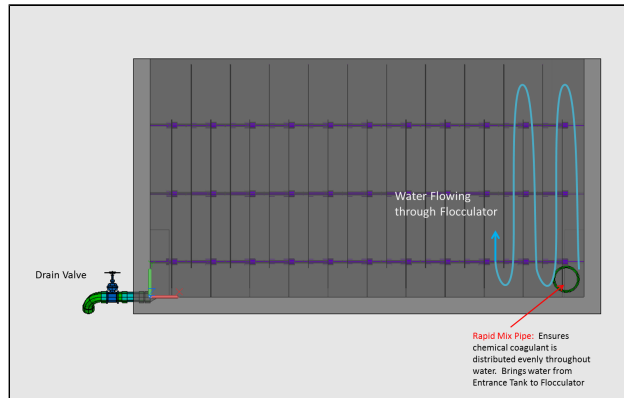 Water Flowing
through Flocculator
Drain Valve
Rapid Mix Pipe: Ensures
chemical coagulant is
distributed evenly throughout
water. Brings water from
Entrance Tank to Flocculator